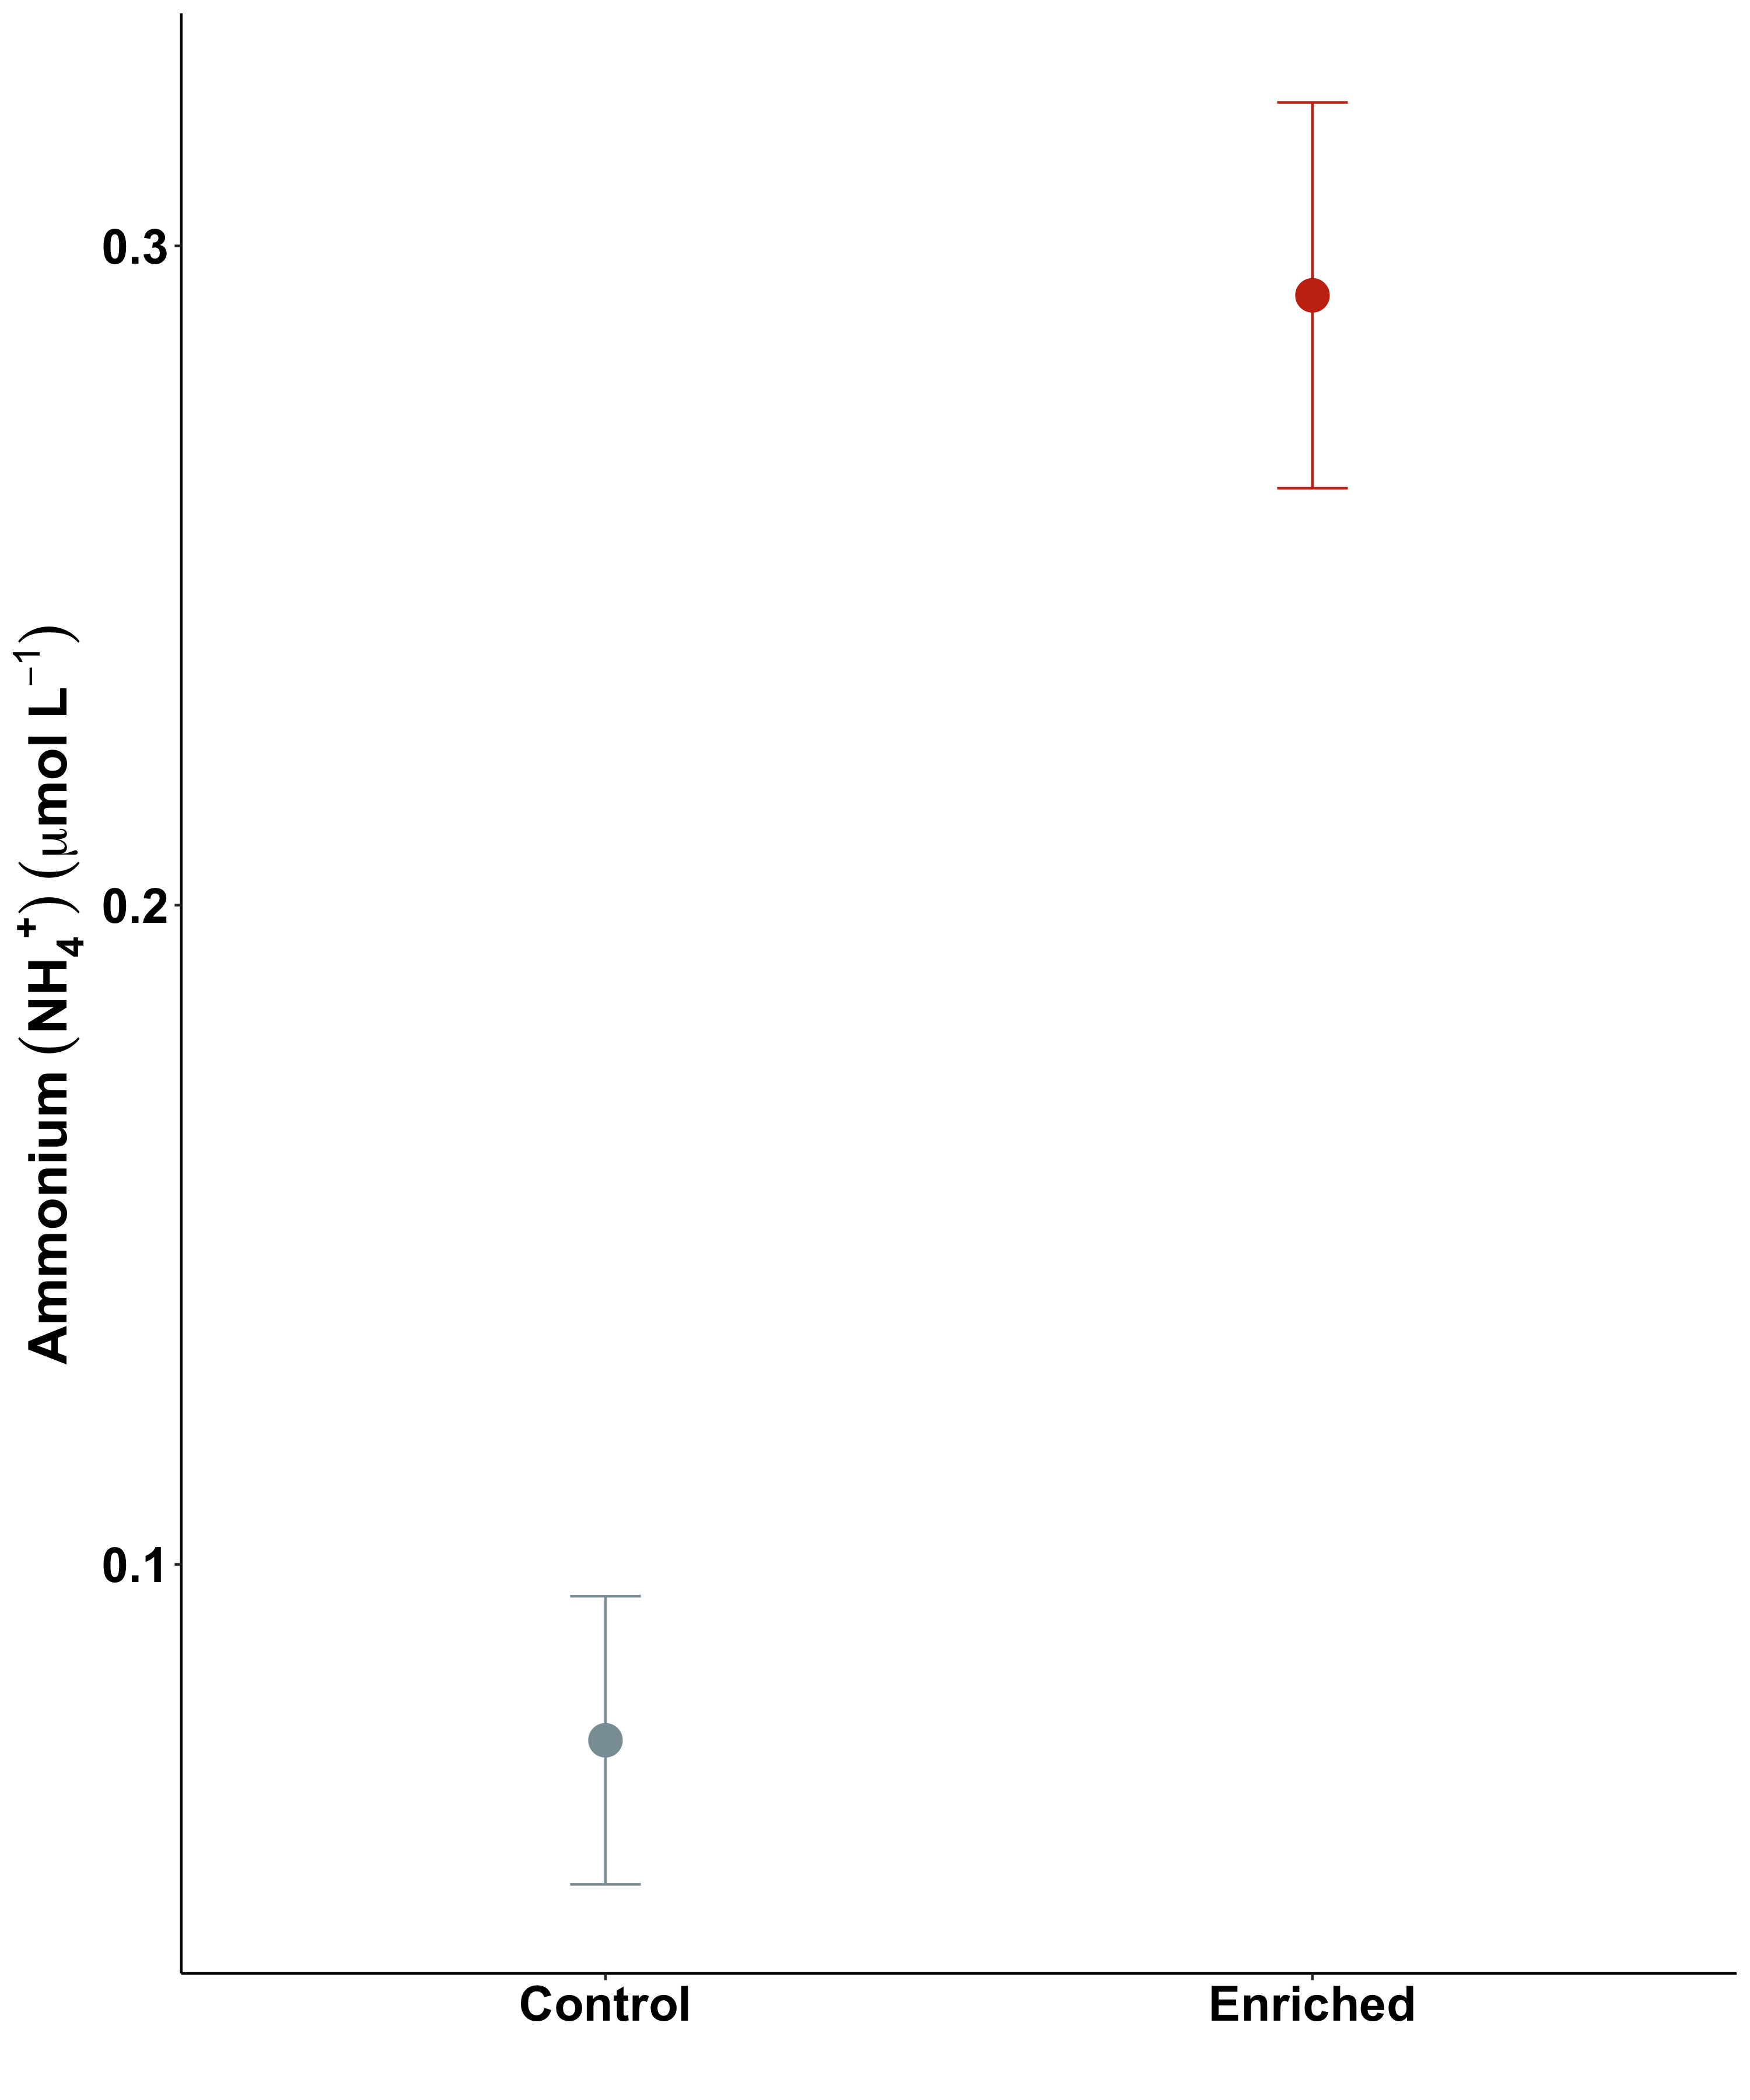 Ammonium (NH₄⁺) (μmol L⁻¹)
0.3
0.2
0.1
Control Enriched